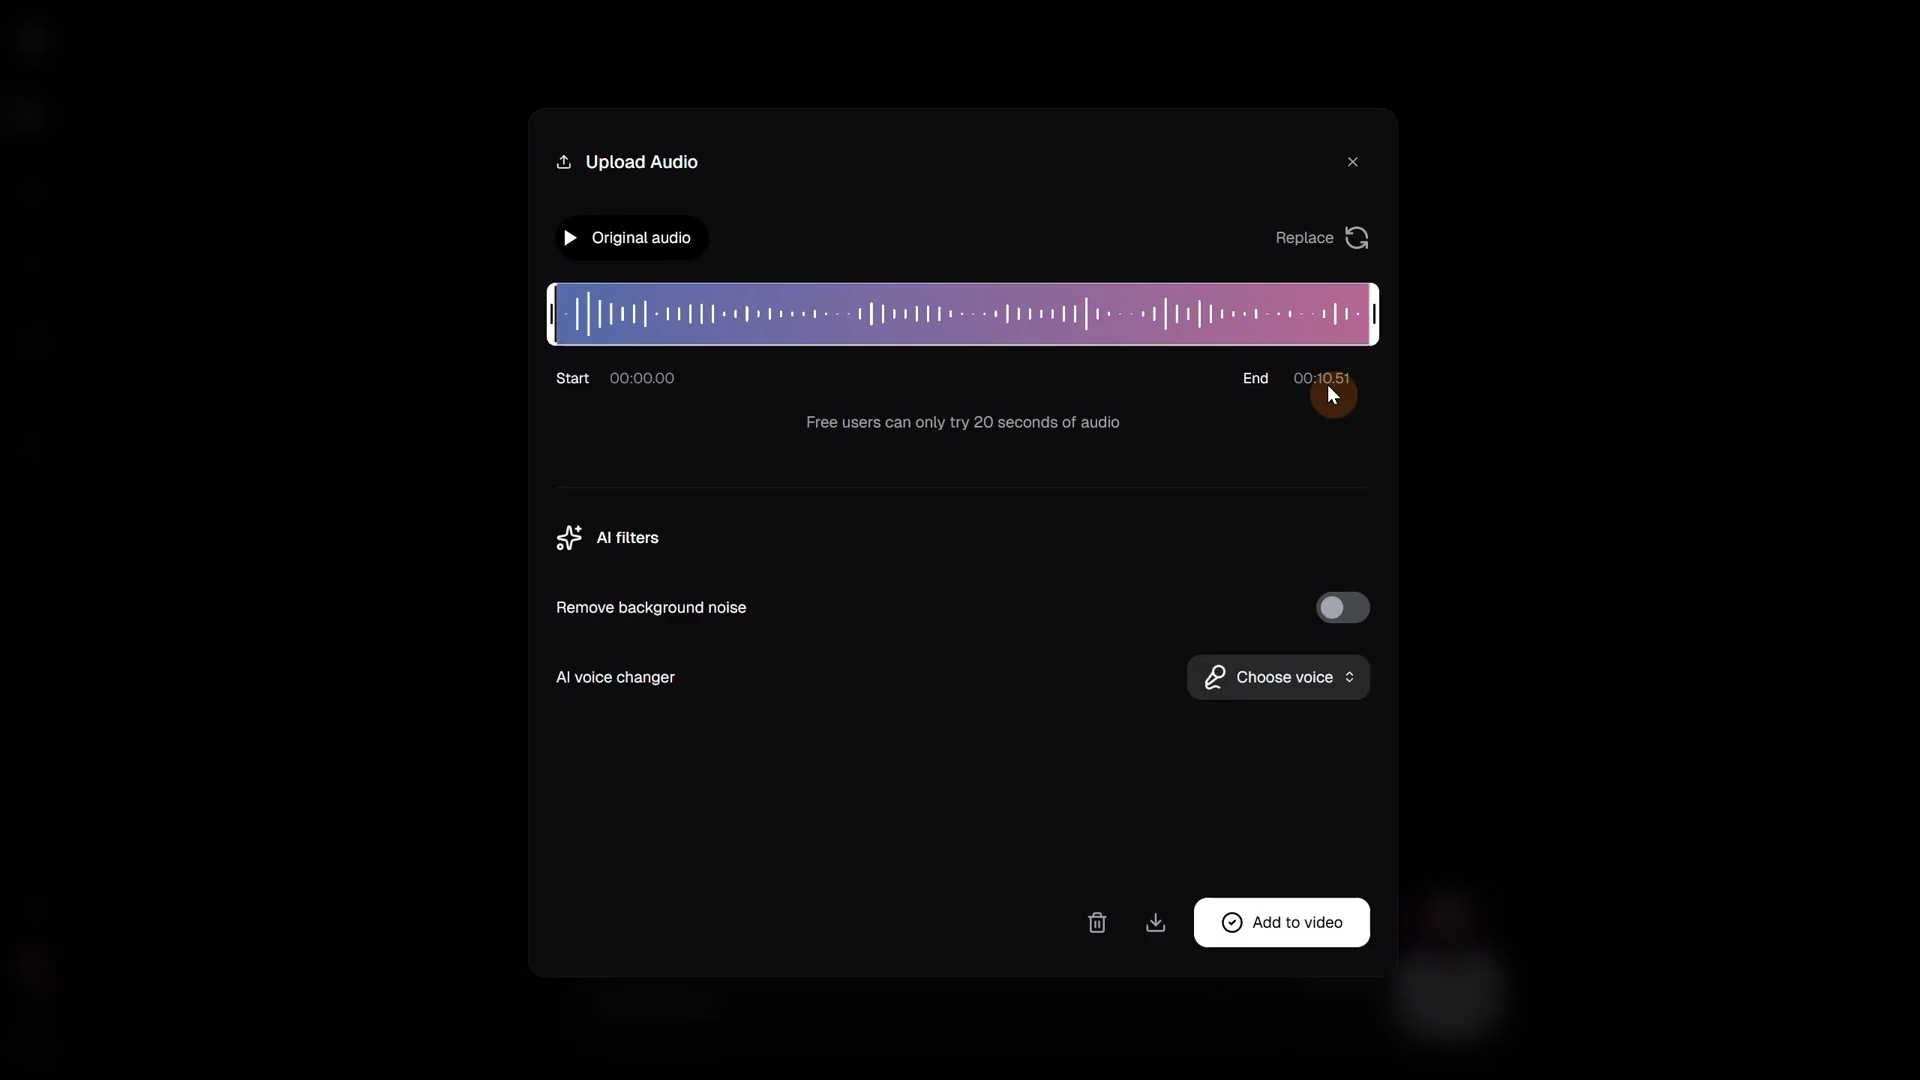 Upload Audio
Original audio
Replace
Start 00:00.00
End 00:10.51
Free users can only try 20 seconds of audio
AI filters
Remove background noise
AI voice changer
Choose voice
Add to video